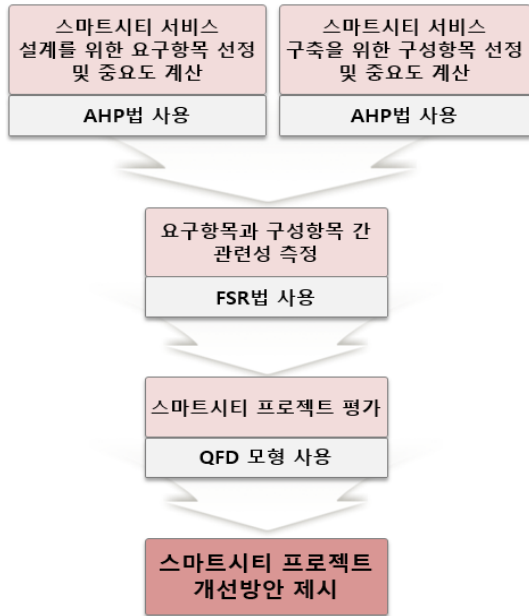 스마트시티 서비스
설계를 위한 요구항목 선정
및 중요도 계산
AHP법 사용
스마트시티 서비스
구축을 위한 구성항목 선정
및 중요도 계산
AHP법 사용
요구항목과 구성항목 간
관련성 측정
FSR법 사용
스마트시티 프로젝트 평가
QFD 모형 사용
스마트시티 프로젝트
개선방안 제시